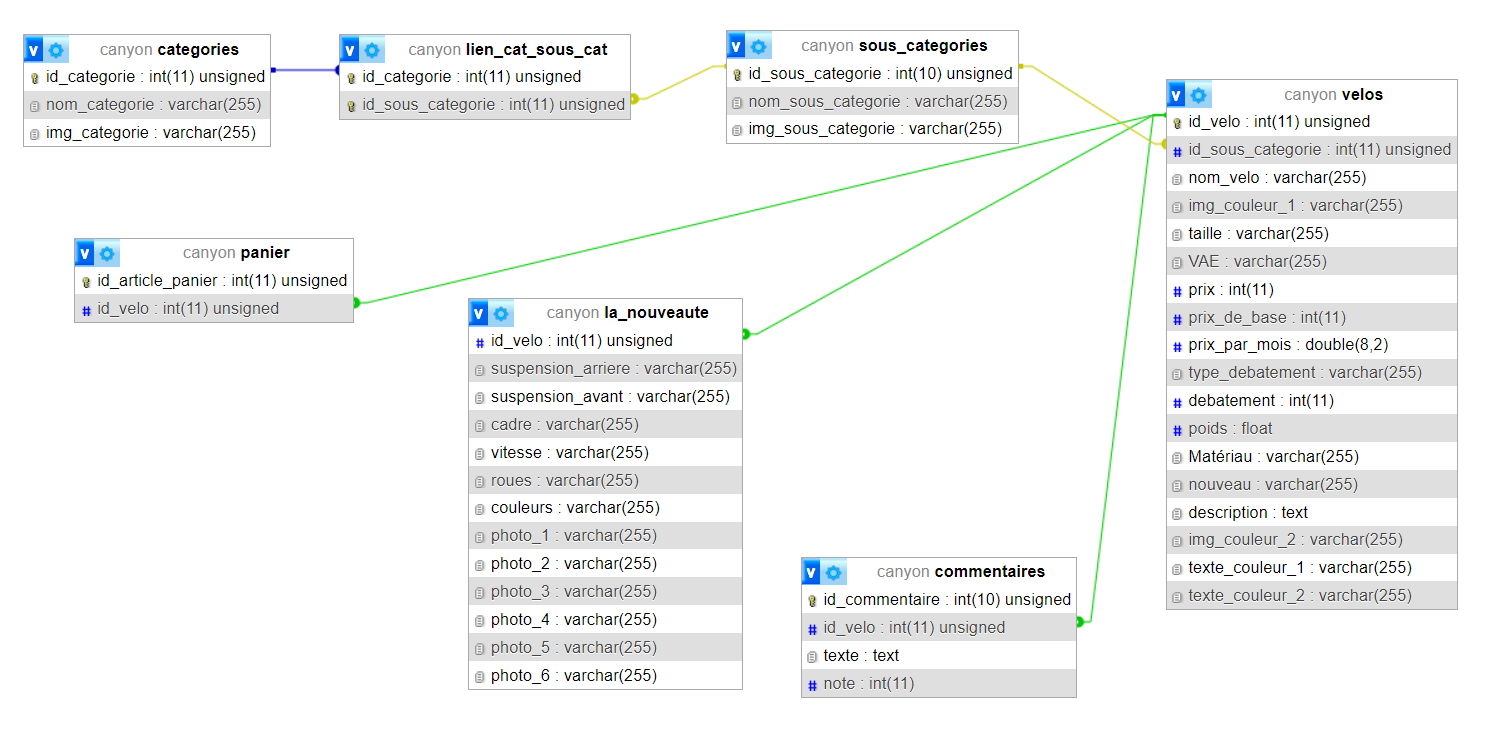 v canyon categories
id_categorie : int(11) unsigned
nom_categorie : varchar(255)
img_categorie : varchar(255)
v canyon lien_cat_sous_cat
id_categorie : int(11) unsigned
id_sous_categorie : int(11) unsigned
v canyon sous_categories
id_sous_categorie : int(10) unsigned
nom_sous_categorie : varchar(255)
img_sous_categorie : varchar(255)
v canyon velos
id_velo : int(11) unsigned
# id_sous_categorie : int(11) unsigned
nom_velo : varchar(255)
img_couleur_1 : varchar(255)
taille : varchar(255)
VAE : varchar(255)
# prix : int(11)
# prix_de_base : int(11)
# prix_par_mois : double(8,2)
type_debatement : varchar(255)
# debatement : int(11)
# poids : float
Matériau : varchar(255)
nouveau : varchar(255)
description : text
img_couleur_2 : varchar(255)
texte_couleur_1 : varchar(255)
texte_couleur_2 : varchar(255)
v canyon panier
id_article_panier : int(11) unsigned
# id_velo : int(11) unsigned
v canyon la_nouveaute
# id_velo : int(11) unsigned
suspension_arriere : varchar(255)
suspension_avant : varchar(255)
cadre : varchar(255)
vitesse : varchar(255)
roues : varchar(255)
couleurs : varchar(255)
photo_1 : varchar(255)
photo_2 : varchar(255)
photo_3 : varchar(255)
photo_4 : varchar(255)
photo_5 : varchar(255)
photo_6 : varchar(255)
v canyon commentaires
id_commentaire : int(10) unsigned
# id_velo : int(11) unsigned
texte : text
# note : int(11)